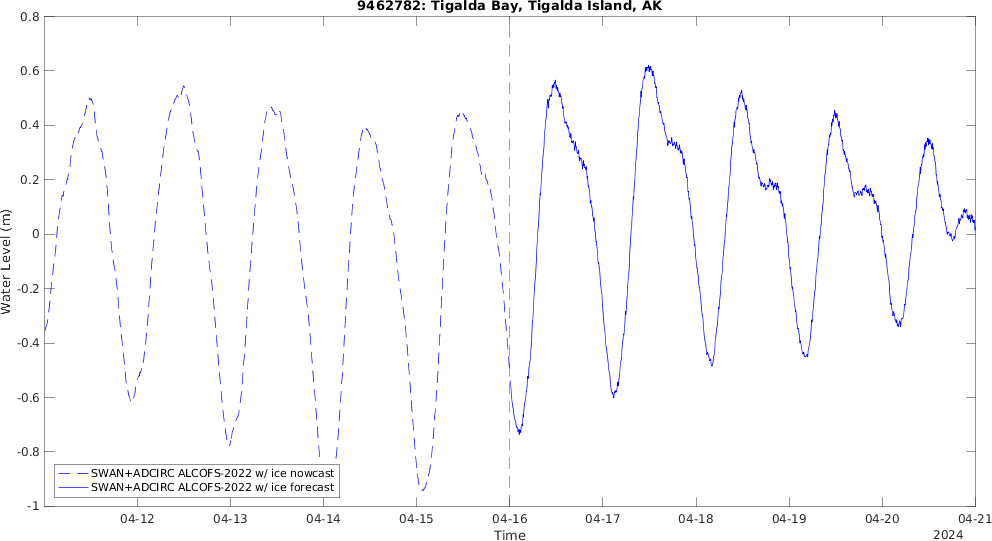 9462782: Tigalda Bay, Tigalda Island, AK
Water Level (m)
0.8
0.6
0.4
0.2
0
-0.2
-0.4
-0.6
-0.8
-1
SWAN+ADCIRC ALCOFS-2022 w/ ice nowcast
SWAN+ADCIRC ALCOFS-2022 w/ ice forecast
04-12 04-13 04-14 04-15 04-16 04-17 04-18 04-19 04-20 04-21
Time
2024